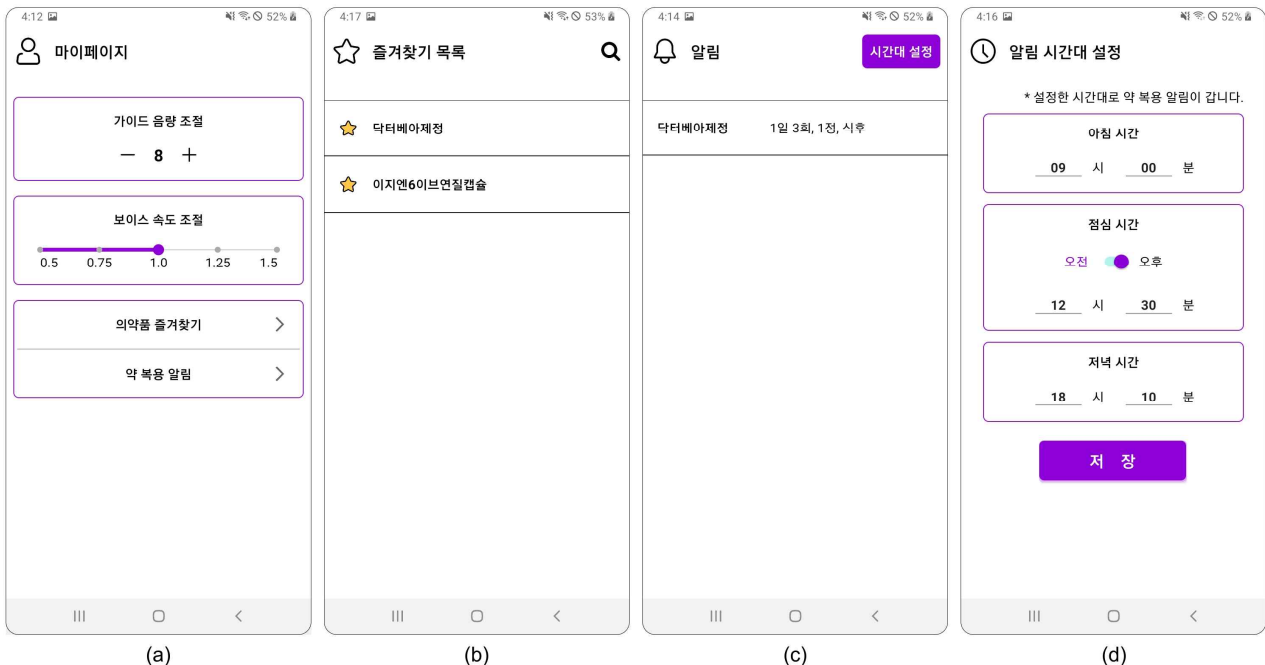 4:12 52%
마이페이지
가이드 음량 조절
8
보이스 속도 조절
0.5 0.75 1.0 1.25 1.5
의약품 즐겨찾기
약 복용 알림
(a)
4:17 53%
즐겨찾기 목록
닥터베아제정
이지엔6이브연질캡슐
(b)
4:14 52%
알림 시간대 설정
닥터베아제정 1일 3회, 1정, 시후
(c)
4:16 52%
알림 시간대 설정
* 설정한 시간대로 약 복용 알림이 갑니다.
아침 시간
09 시 00 분
점심 시간
오전 오후
12 시 30 분
저녁 시간
18 시 10 분
저 장
(d)